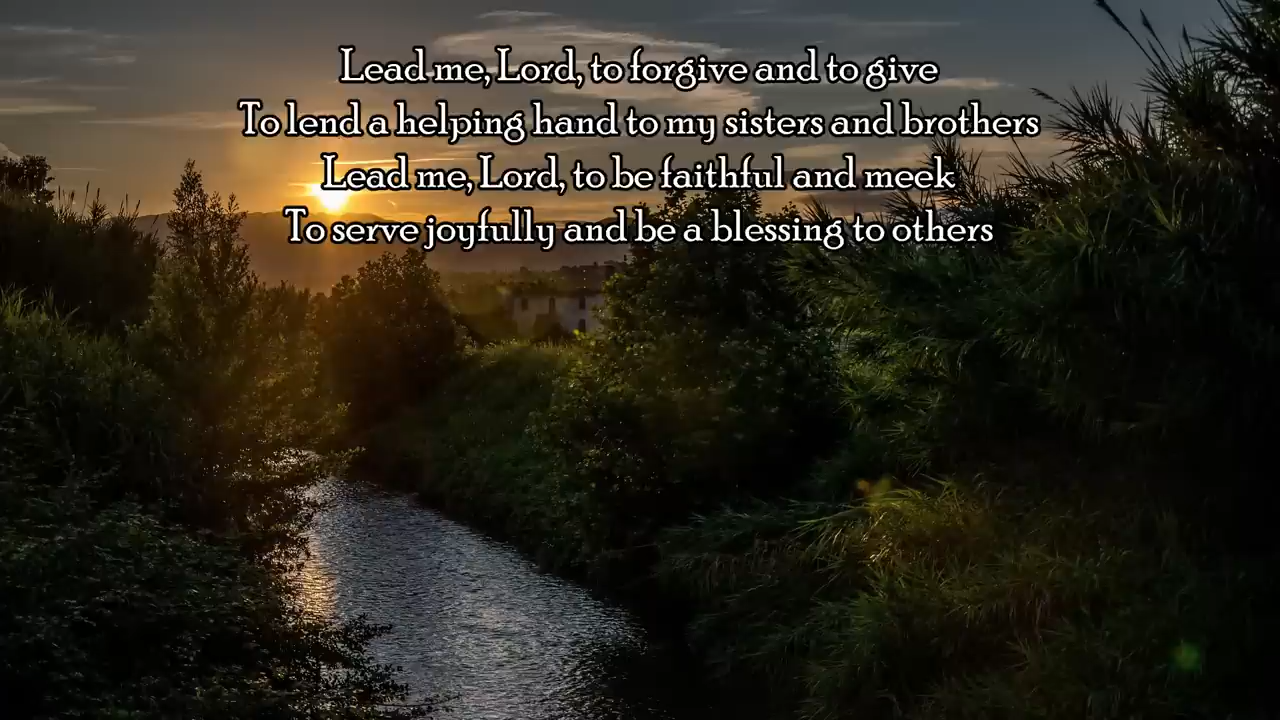 Lead me, Lord, to forgive and to give
To lend a helping hand to my sisters and brothers
Lead me, Lord, to be faithful and meek
To serve joyfully and be a blessing to others